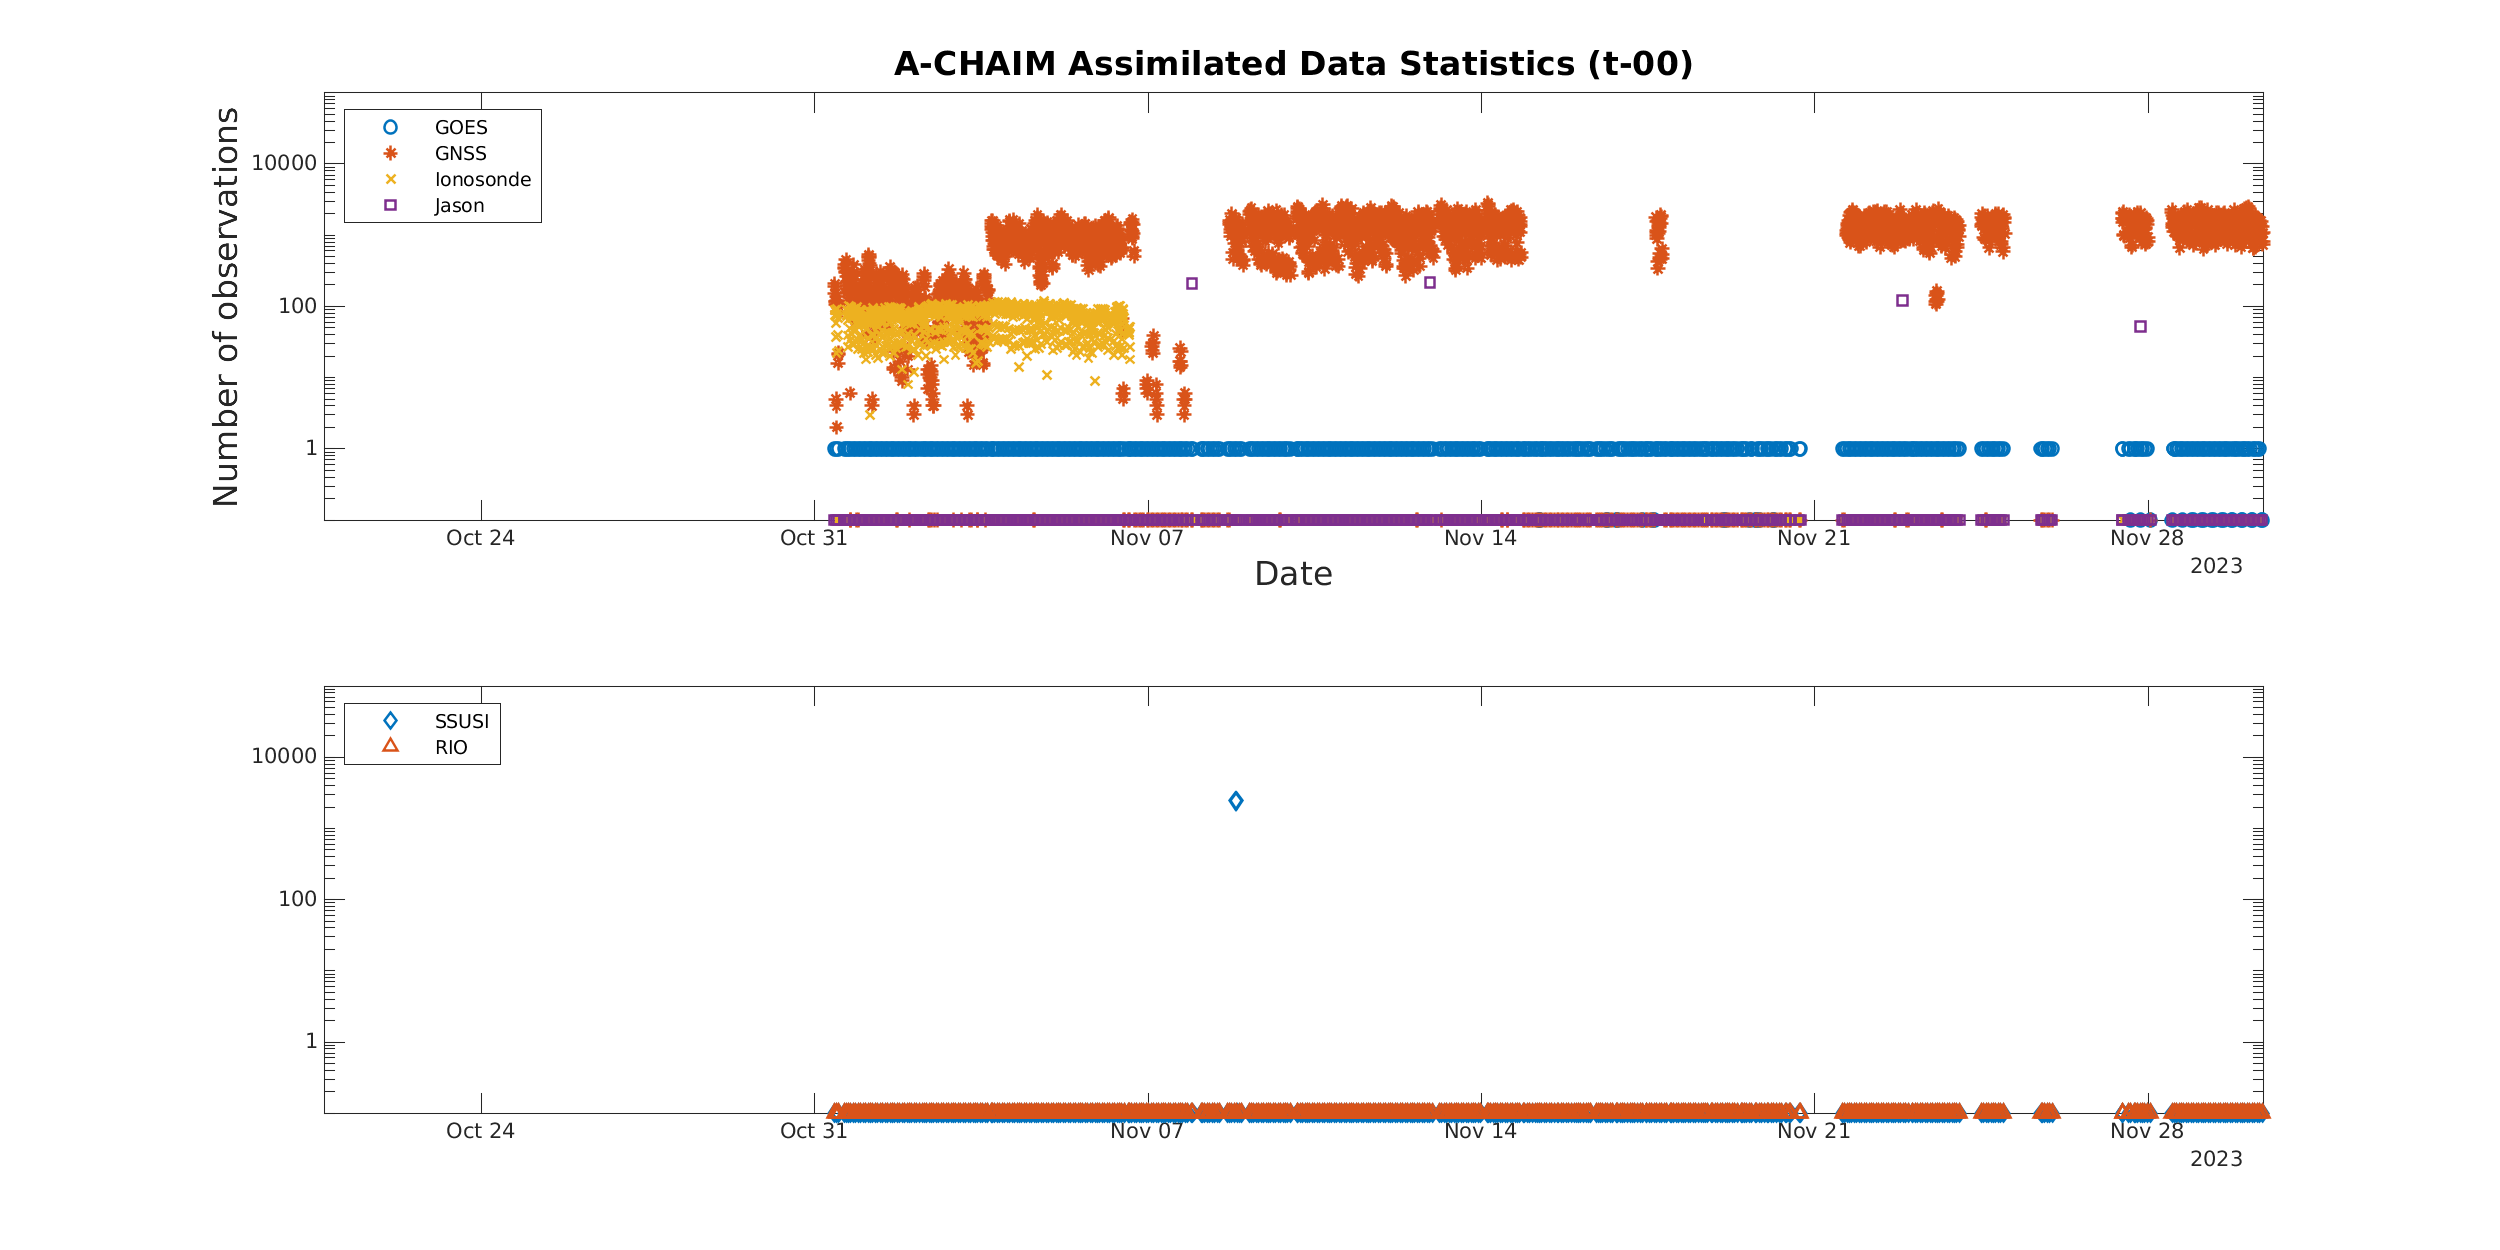 A-CHAIM Assimilated Data Statistics (t-00)
Number of observations
10000
100
1
GOES
GNSS
Ionosonde
Jason
Oct 24 Oct 31 Nov 07 Nov 14 Nov 21 Nov 28
2023
Date
10000
100
1
SSUSI
RIO
Oct 24 Oct 31 Nov 07 Nov 14 Nov 21 Nov 28
2023